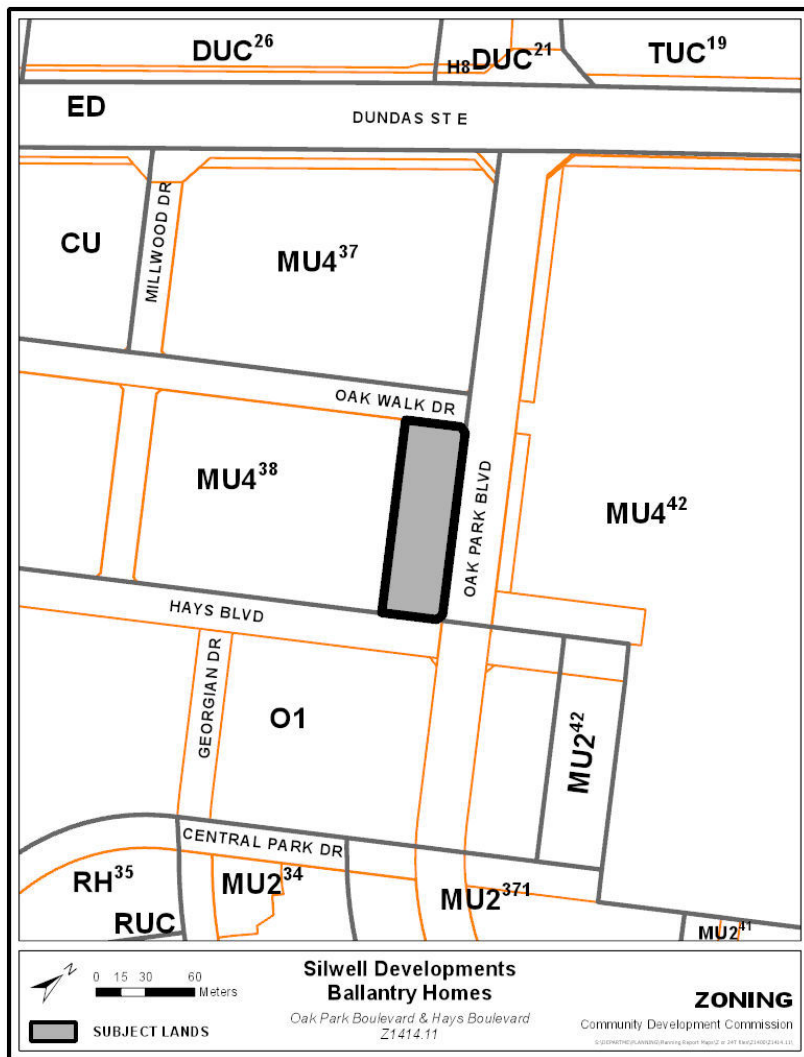 DUC26
H8
DUC21
TUC19
ED
DUNDAS ST E
CU
MILLWOOD DR
MU437
OAK WALK DR
MU438
OAK PARK BLVD
MU442
HAYS BLVD
GEORGIAN DR
O1
MU242
CENTRAL PARK DR
RH35
MU234
MU2371
RUC
MU241
N
0 15 30 60
Meters
SUBJECT LANDS
Silwell Developments
Ballantry Homes
Oak Park Boulevard & Hays Boulevard
Z1414.11
ZONING
Community Development Commission